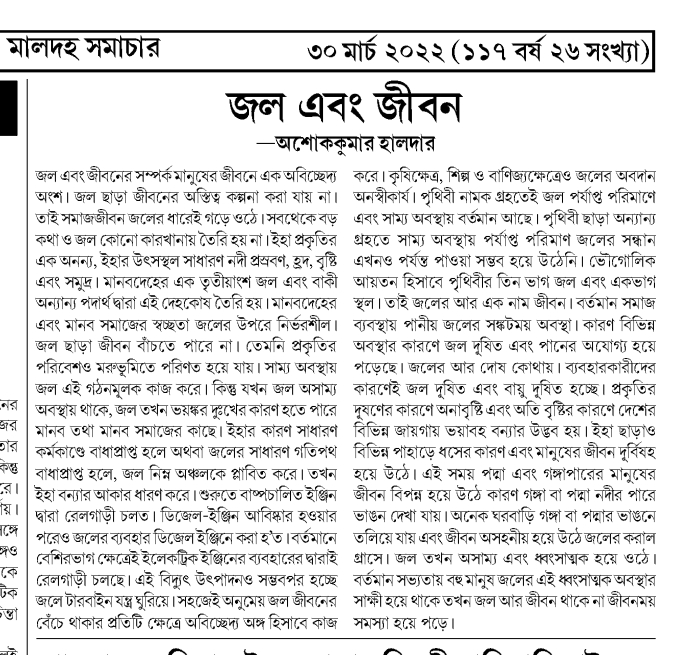 মালদহ সমাচার
৩০ মার্চ ২০২২ (১১৭ বর্ষ ২৬ সংখ্যা)
জল এবং জীবন
—অশোককুমার হালদার
জল এবং জীবনের সম্পর্ক মানুষের জীবনে এক অবিচ্ছেদ্য
অংশ। জল ছাড়া জীবনের অস্তিত্ব কল্পনা করা যায় না।
তাই সমাজজীবন জলের ধারেই গড়ে ওঠে। সবথেকে বড়
কথা ও জল কোনো কারখানায় তৈরি হয় না। ইহা প্রকৃতির
এক অনন্য, ইহার উৎসস্থল সাধারণ নদী প্রস্রবণ, হ্রদ, বৃষ্টি
এবং সমুদ্র। মানবদেহের এক তৃতীয়াংশ জল এবং বাকী
অন্যান্য পদার্থ দ্বারা এই দেহকোষ তৈরি হয়। মানবদেহের
এবং মানব সমাজের স্বচ্ছতা জলের উপরে নির্ভরশীল।
জল ছাড়া জীবন বাঁচতে পারে না। তেমনি প্রকৃতির
পরিবেশও মরুভূমিতে পরিণত হয়ে যায়। সাম্য অবস্থায়
জল এই গঠনমূলক কাজ করে। কিন্তু যখন জল অসাম্য
অবস্থায় থাকে, জল তখন ভয়ঙ্কর দুঃখের কারণ হতে পারে
মানব তথা মানব সমাজের কাছে। ইহার কারণ সাধারণ
কর্মকাণ্ডে বাধাপ্রাপ্ত হলে অথবা জলের সাধারণ গতিপথ
বাধাপ্রাপ্ত হলে, জল নিম্ন অঞ্চলকে প্লাবিত করে। তখন
ইহা বন্যার আকার ধারণ করে। শুরুতে বাষ্পচালিত ইঞ্জিন
দ্বারা রেলগাড়ী চলত। ডিজেল-ইঞ্জিন আবিষ্কার হওয়ার
পরেও জলের ব্যবহার ডিজেল ইঞ্জিনে করা হ'ত। বর্তমানে
বেশিরভাগ ক্ষেত্রেই ইলেকট্রিক ইঞ্জিনের ব্যবহারের দ্বারাই
রেলগাড়ী চলছে। এই বিদ্যুৎ উৎপাদনও সম্ভবপর হচ্ছে
জলে টারবাইন যন্ত্র ঘুরিয়ে। সহজেই অনুমেয় জল জীবনের
বেঁচে থাকার প্রতিটি ক্ষেত্রে অবিচ্ছেদ্য অঙ্গ হিসাবে কাজ
করে। কৃষিক্ষেত্র, শিল্প ও বাণিজ্যক্ষেত্রেও জলের অবদান
অনস্বীকার্য। পৃথিবী নামক গ্রহতেই জল পর্যাপ্ত পরিমাণে
এবং সাম্য অবস্থায় বর্তমান আছে। পৃথিবী ছাড়া অন্যান্য
গ্রহতে সাম্য অবস্থায় পর্যাপ্ত পরিমাণ জলের সন্ধান
এখনও পর্যন্ত পাওয়া সম্ভব হয়ে উঠেনি। ভৌগোলিক
আয়তন হিসাবে পৃথিবীর তিন ভাগ জল এবং একভাগ
স্থল। তাই জলের আর এক নাম জীবন। বর্তমান সমাজ
ব্যবস্থায় পানীয় জলের সঙ্কটময় অবস্থা। কারণ বিভিন্ন
অবস্থার কারণে জল দূষিত এবং পানের অযোগ্য হয়ে
পড়েছে। জলের আর দোষ কোথায়। ব্যবহারকারীদের
কারণেই জল দূষিত এবং বায়ু দূষিত হচ্ছে। প্রকৃতির
দূষণের কারণে অনাবৃষ্টি এবং অতি বৃষ্টির কারণে দেশের
বিভিন্ন জায়গায় ভয়াবহ বন্যার উদ্ভব হয়। ইহা ছাড়াও
বিভিন্ন পাহাড়ে ধসের কারণ এবং মানুষের জীবন দুর্বিষহ
হয়ে উঠে। এই সময় পদ্মা এবং গঙ্গাপারের মানুষের
জীবন বিপন্ন হয়ে উঠে কারণ গঙ্গা বা পদ্মা নদীর পারে
ভাঙন দেখা যায়। অনেক ঘরবাড়ি গঙ্গা বা পদ্মার ভাঙনে
তলিয়ে যায় এবং জীবন অসহনীয় হয়ে উঠে জলের করাল
গ্রাসে। জল তখন অসাম্য এবং ধ্বংসাত্মক হয়ে ওঠে।
বর্তমান সভ্যতায় বহু মানুষ জলের এই ধ্বংসাত্মক অবস্থার
সাক্ষী হয়ে থাকে তখন জল আর জীবন থাকে না জীবনময়
সমস্যা হয়ে পড়ে।